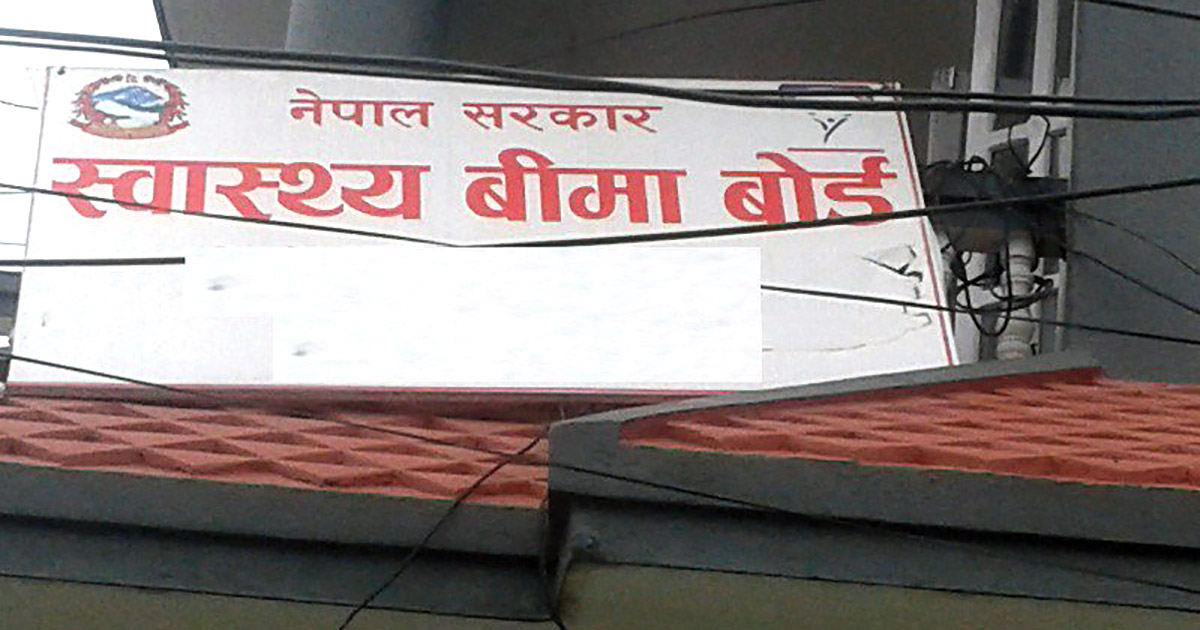 नेपाल सरकार
स्वास्थ्य बीमा बोर्ड